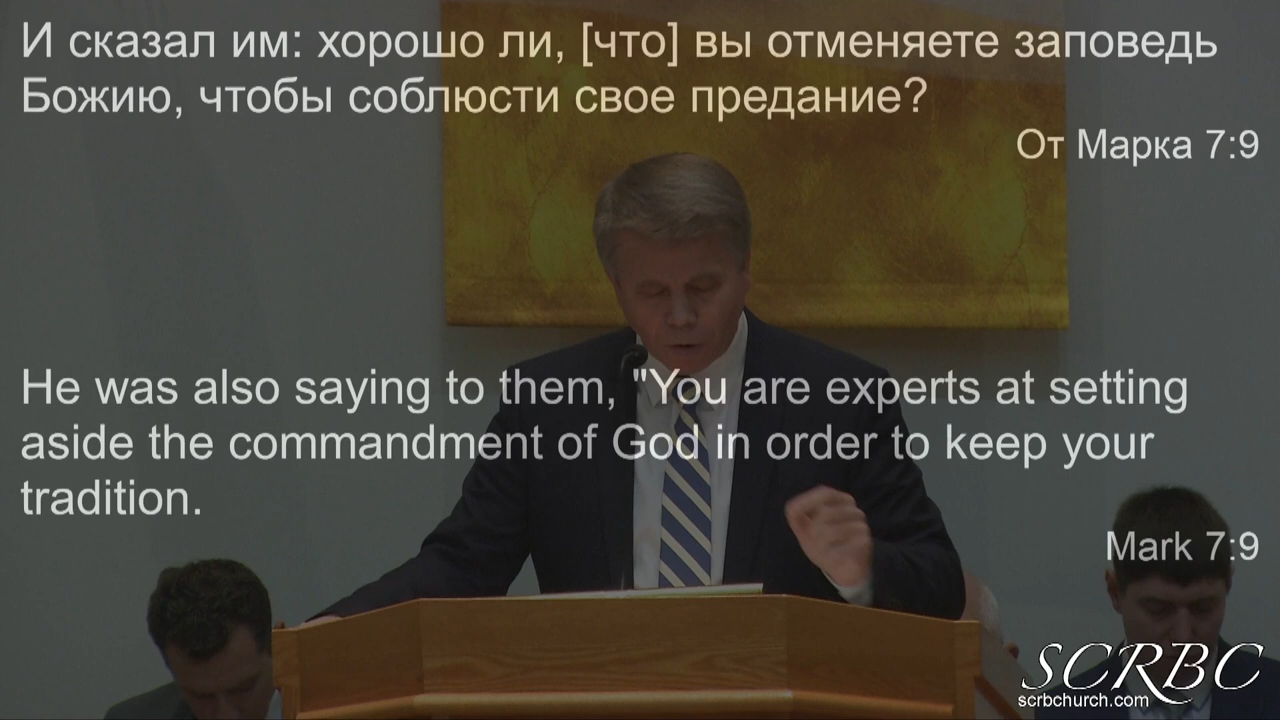 И сказал им: хорошо ли, [что] вы отменяете заповедь
Божию, чтобы соблюсти свое предание?
От Марка 7:9
He was also saying to them, "You are experts at setting
aside the commandment of God in order to keep your
tradition.
Mark 7:9
SCRBC
scrbchurch.com